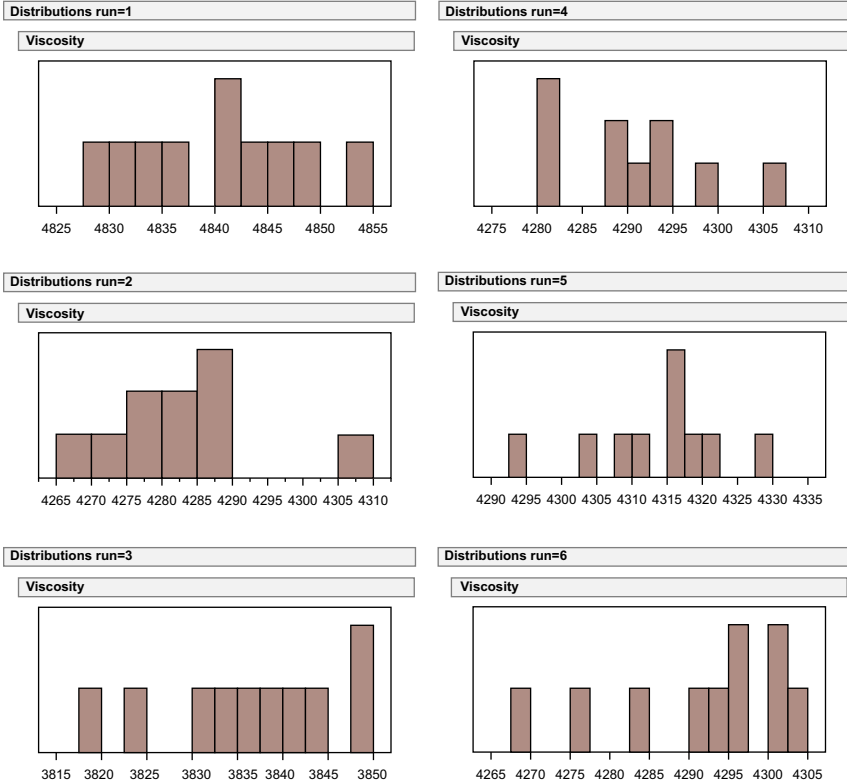 Distributions run=1
Viscosity
4825 4830 4835 4840 4845 4850 4855
Distributions run=4
Viscosity
4275 4280 4285 4290 4295 4300 4305 4310
Distributions run=2
Viscosity
4265 4270 4275 4280 4285 4290 4295 4300 4305 4310
Distributions run=5
Viscosity
4290 4295 4300 4305 4310 4315 4320 4325 4330 4335
Distributions run=3
Viscosity
3815 3820 3825 3830 3835 3840 3845 3850
Distributions run=6
Viscosity
4265 4270 4275 4280 4285 4290 4295 4300 4305